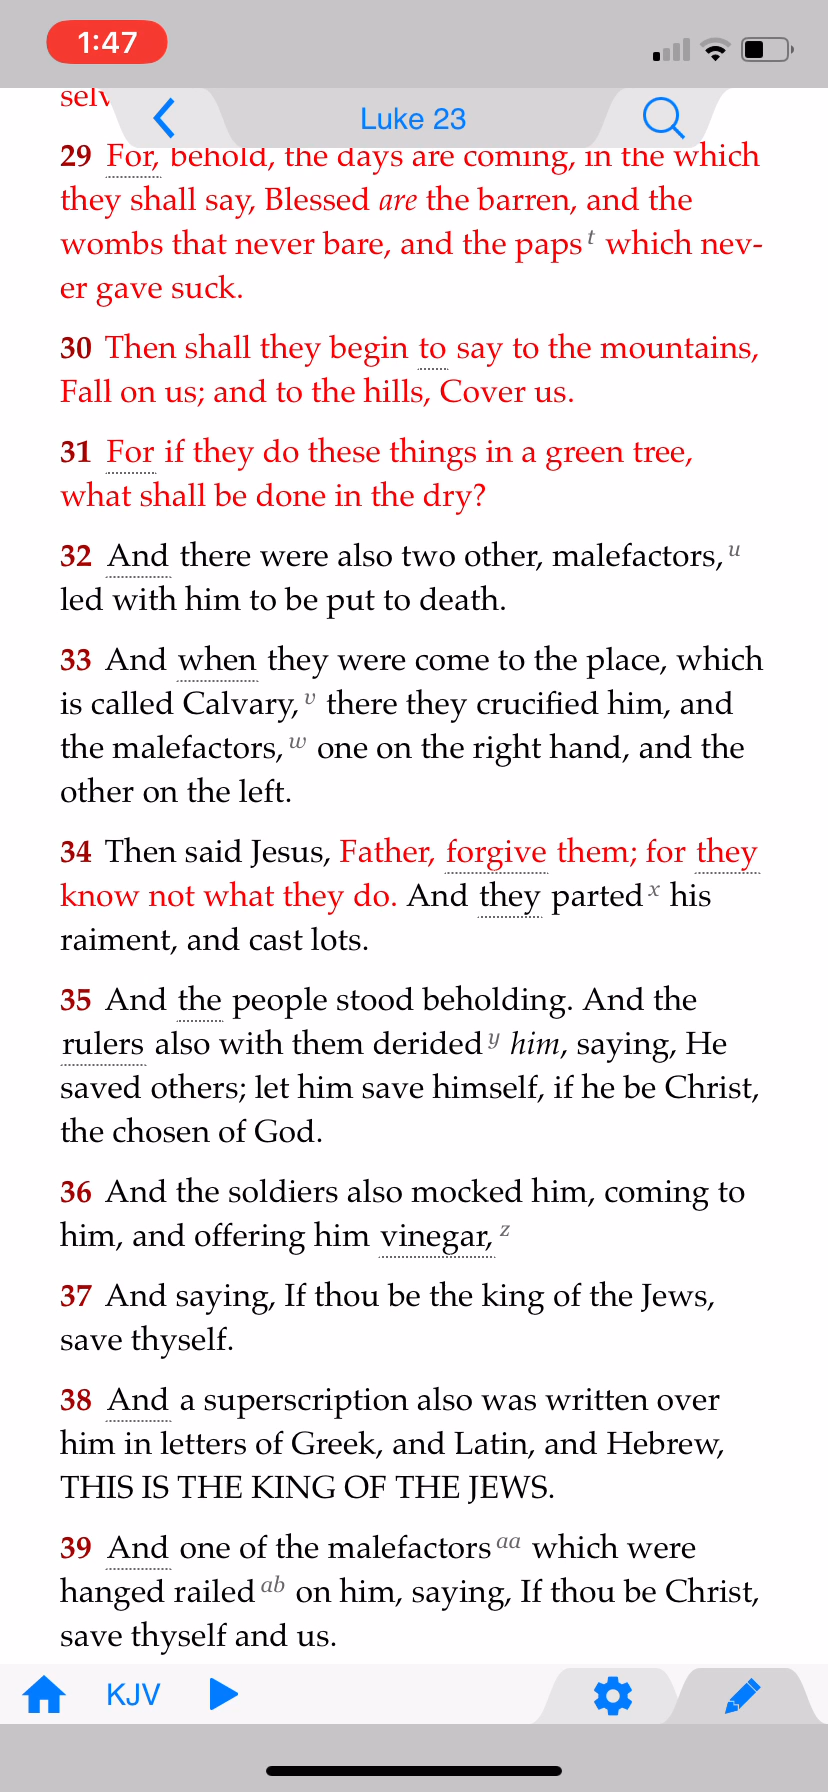 1:47
Luke 23
29 For, behold, the days are coming, in the which
they shall say, Blessed are the barren, and the
wombs that never bare, and the paps t which nev-
er gave suck.
30 Then shall they begin to say to the mountains,
Fall on us; and to the hills, Cover us.
31 For if they do these things in a green tree,
what shall be done in the dry?
32 And there were also two other, malefactors, u
led with him to be put to death.
33 And when they were come to the place, which
is called Calvary, v there they crucified him, and
the malefactors, w one on the right hand, and the
other on the left.
34 Then said Jesus, Father, forgive them; for they
know not what they do. And they parted x his
raiment, and cast lots.
35 And the people stood beholding. And the
rulers also with them derided y him, saying, He
saved others; let him save himself, if he be Christ,
the chosen of God.
36 And the soldiers also mocked him, coming to
him, and offering him vinegar, z
37 And saying, If thou be the king of the Jews,
save thyself.
38 And a superscription also was written over
him in letters of Greek, and Latin, and Hebrew,
THIS IS THE KING OF THE JEWS.
39 And one of the malefactors aa which were
hanged railed ab on him, saying, If thou be Christ,
save thyself and us.
KJV